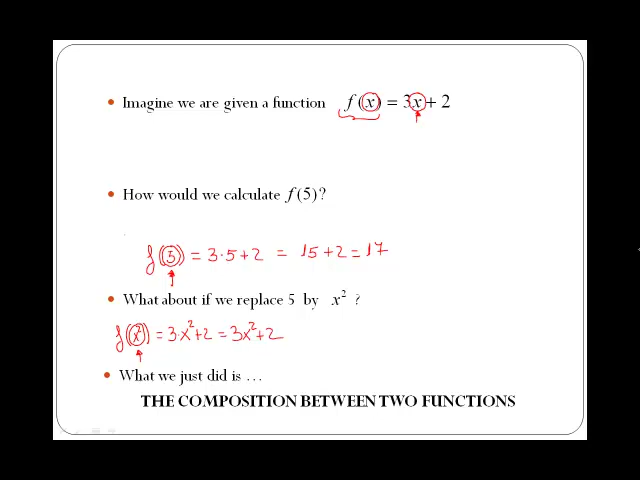 • Imagine we are given a function f(x) = 3x + 2
• How would we calculate f(5)?
f(5) = 3·5+2 = 15+2 = 17
• What about if we replace 5 by x² ?
f(x²) = 3·x²+2 = 3x²+2
• What we just did is …
THE COMPOSITION BETWEEN TWO FUNCTIONS